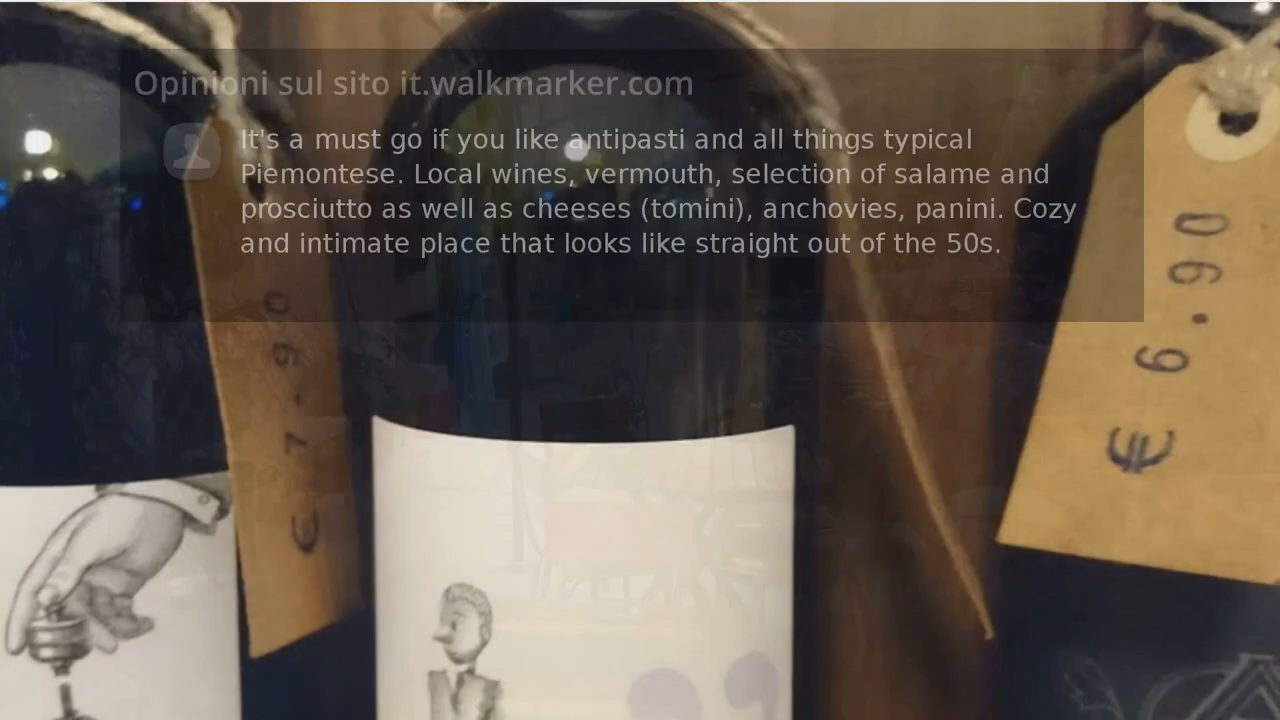 Opinioni sul sito it.walkmarker.com
It's a must go if you like antipasti and all things typical
Piemontese. Local wines, vermouth, selection of salame and
prosciutto as well as cheeses (tomini), anchovies, panini. Cozy
and intimate place that looks like straight out of the 50s.
€ 7.90
€ 6.90